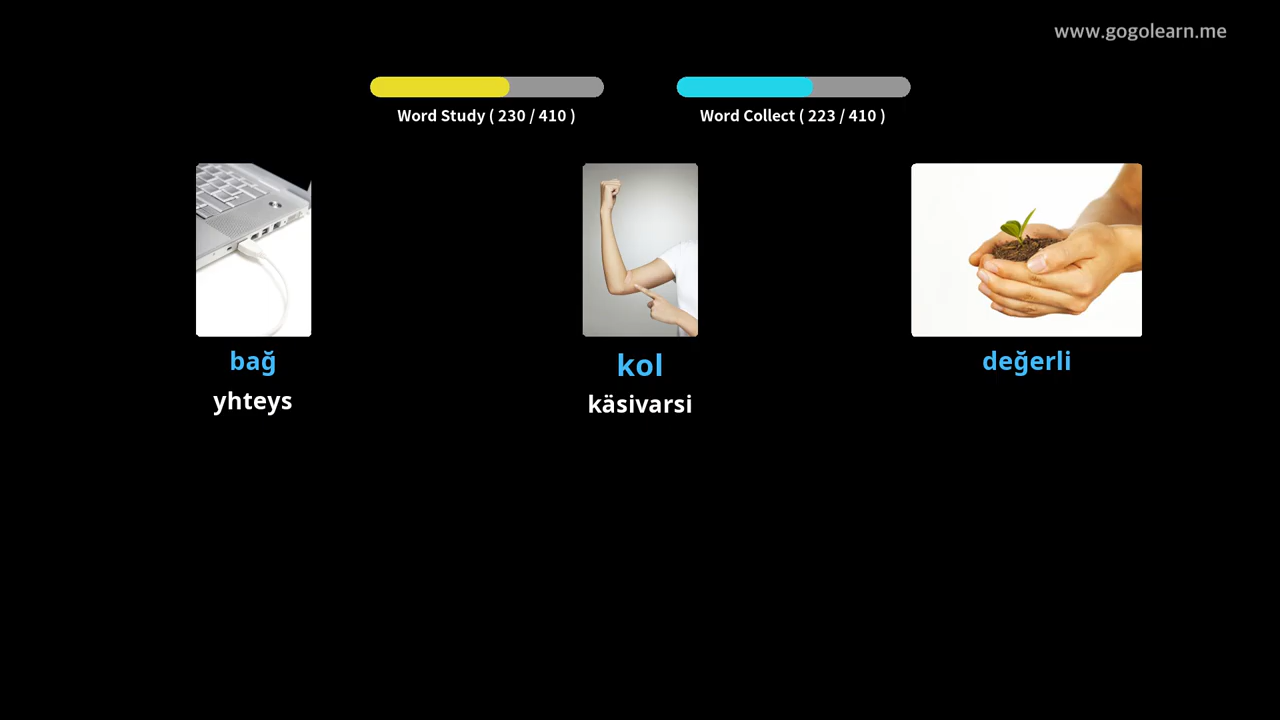 www.gogolearn.me
Word Study ( 230 / 410 )
Word Collect ( 223 / 410 )
bağ
yhteys
kol
käsivarsi
değerli